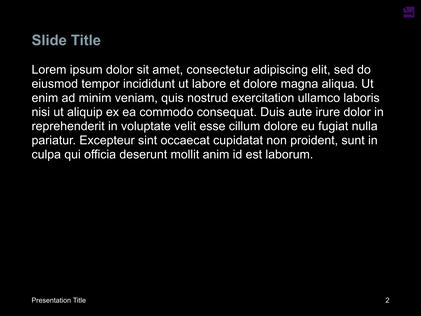 Slide Title
Lorem ipsum dolor sit amet, consectetur adipiscing elit, sed do
eiusmod tempor incididunt ut labore et dolore magna aliqua. Ut
enim ad minim veniam, quis nostrud exercitation ullamco laboris
nisi ut aliquip ex ea commodo consequat. Duis aute irure dolor in
reprehenderit in voluptate velit esse cillum dolore eu fugiat nulla
pariatur. Excepteur sint occaecat cupidatat non proident, sunt in
culpa qui officia deserunt mollit anim id est laborum.
Presentation Title
2